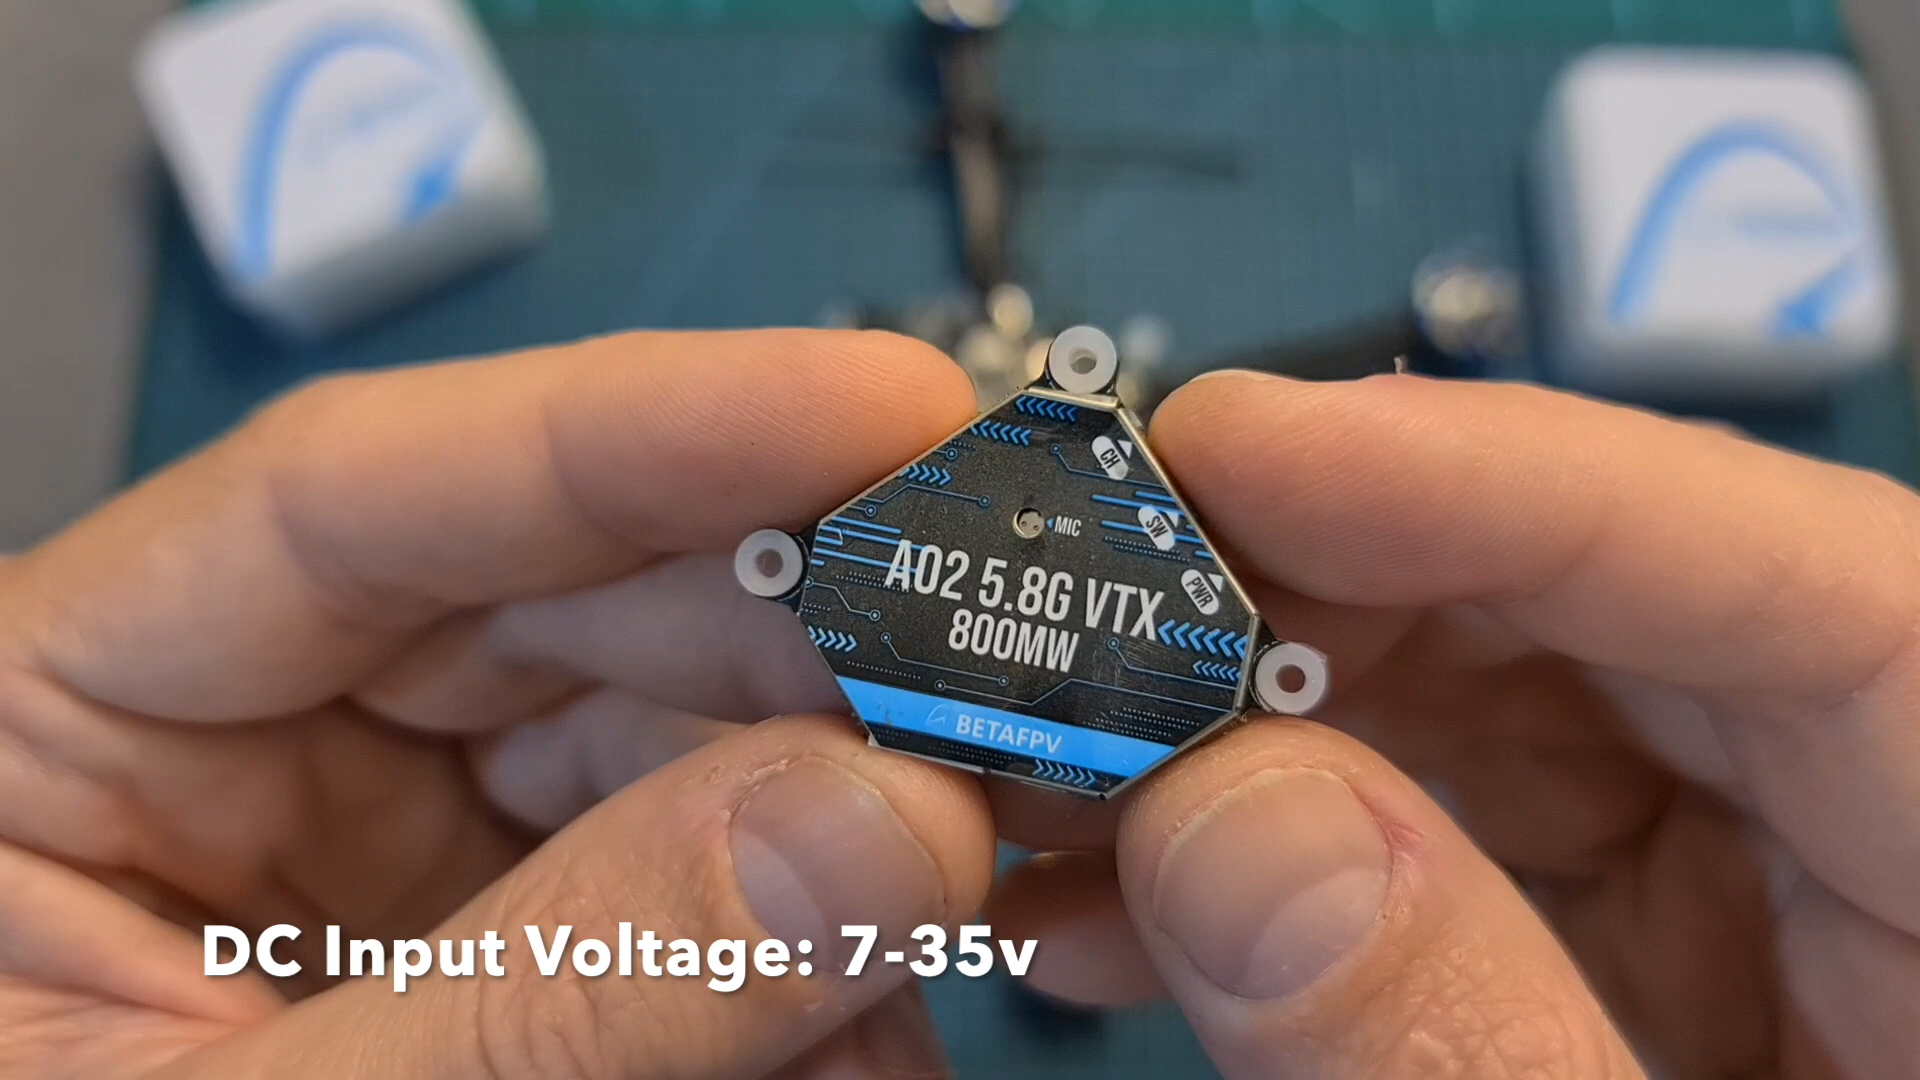 CH
MIC
SW
A02 5.8G VTX
PWR
800MW
BETAFPV
DC Input Voltage: 7-35v